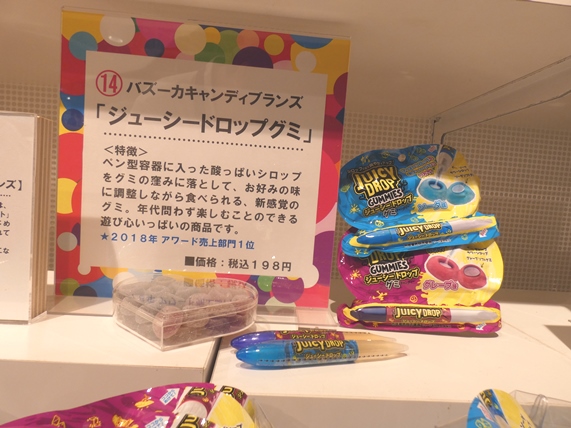 ⑭ バズーカキャンディブランズ
「ジューシードロップグミ」
＜特徴＞
ペン型容器に入った酸っぱいシロップ
をグミの窪みに落として、お好みの味
に調整しながら食べられる、新感覚の
グミ。年代問わず楽しむことのできる
遊び心いっぱいの商品です。
★2018年 アワード売上部門1位
■価格：税込198円
JUICY
DROP
GUMMIES
ジューシードロップ
グミ
DROP
GUMMIES
ジューシードロップ
グミ
JUICY DROP
JUICY DROP
ジュージードロップ